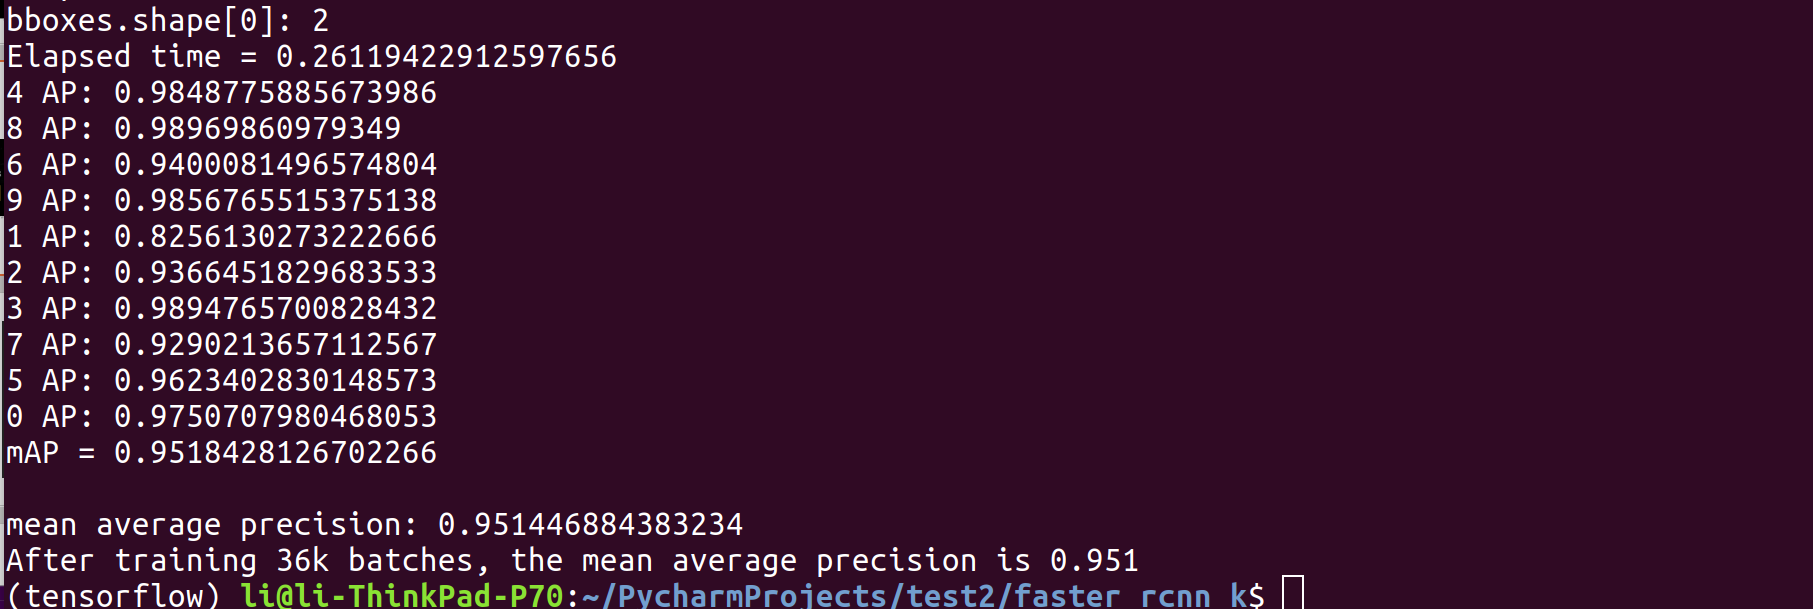 bboxes.shape[0]: 2
Elapsed time = 0.26119422912597656
4 AP: 0.9848775885673986
8 AP: 0.98969860979349
6 AP: 0.9400081496574804
9 AP: 0.9856765515375138
1 AP: 0.8256130273222666
2 AP: 0.9366451829683533
3 AP: 0.9894765700828432
7 AP: 0.9290213657112567
5 AP: 0.9623402830148573
0 AP: 0.9750707980468053
mAP = 0.9518428126702266
mean average precision: 0.951446884383234
After training 36k batches, the mean average precision is 0.951
(tensorflow) li@li-ThinkPad-P70:~/PycharmProjects/test2/faster_rcnn_k$